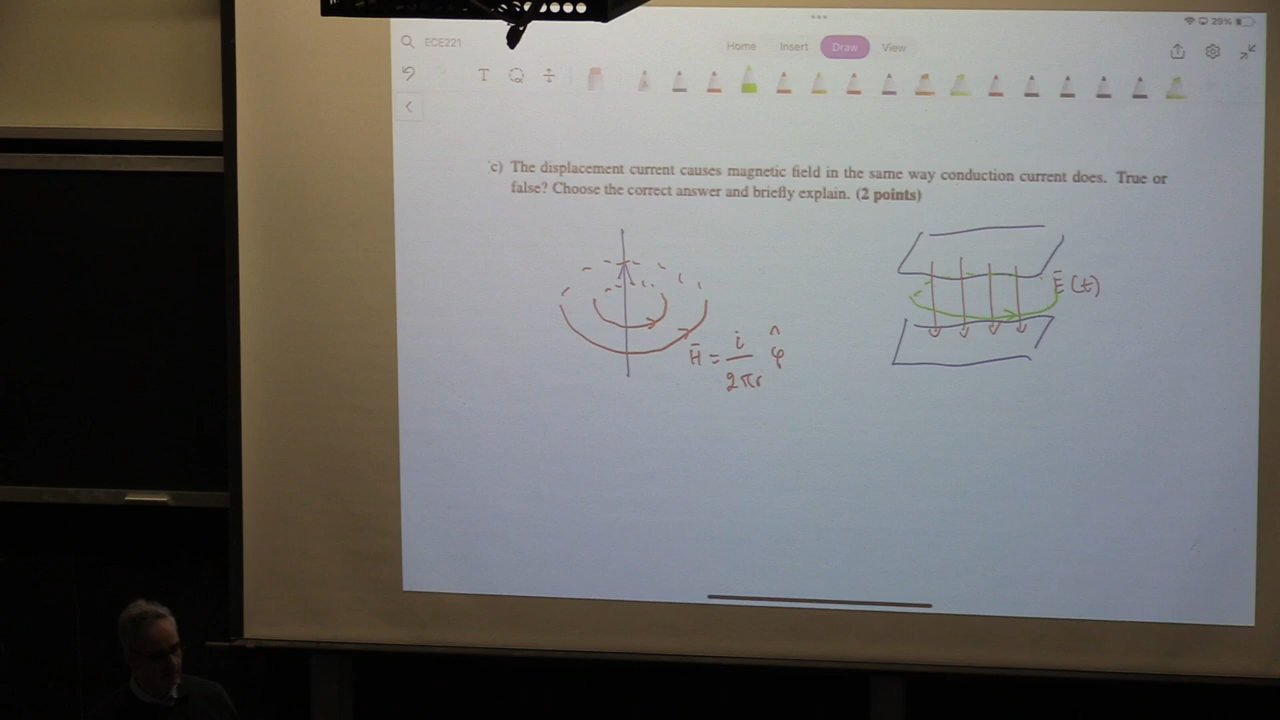 29%
ECE221
Home Insert Draw View
T
c) The displacement current causes magnetic field in the same way conduction current does. True or
false? Choose the correct answer and briefly explain. (2 points)
Ē(t)
H̄ = i/2πr φ̂